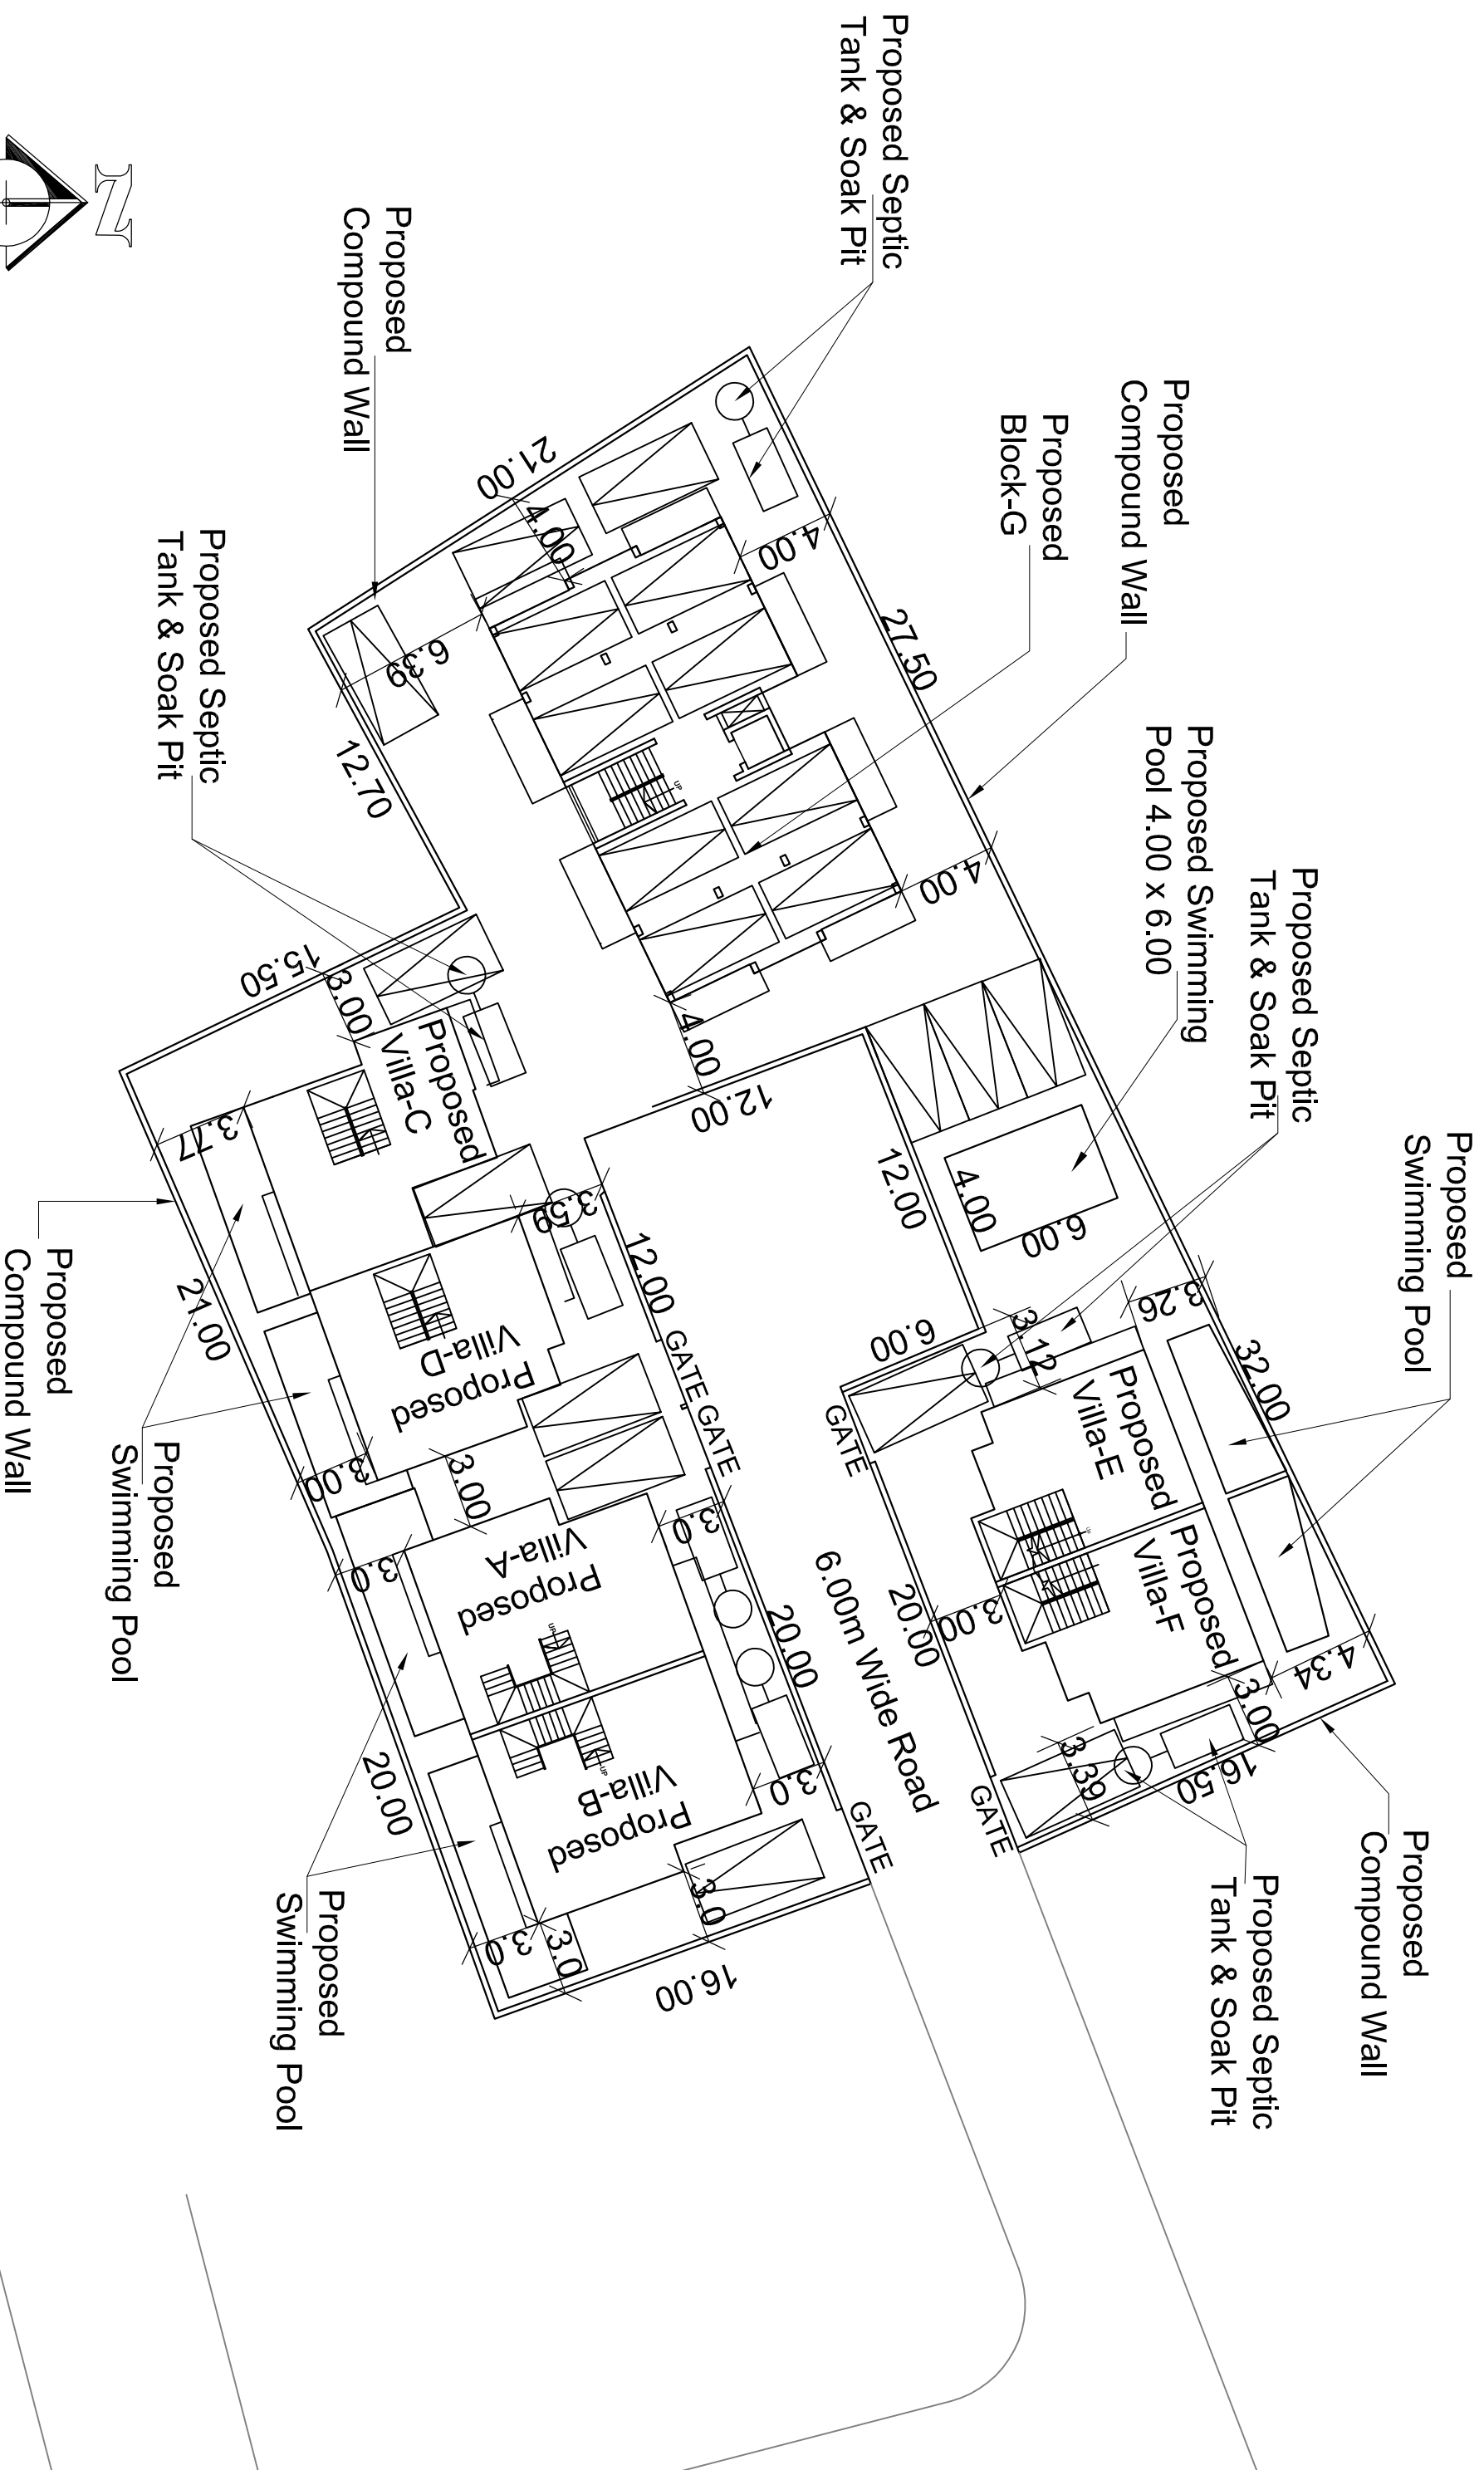 N
Proposed Septic
Tank & Soak Pit
Proposed
Compound Wall
Proposed
Compound Wall
Proposed
Block-G
Proposed Septic
Tank & Soak Pit
Proposed Swimming
Pool 4.00 x 6.00
Proposed Septic
Tank & Soak Pit
Proposed
Swimming Pool
21.00
4.00
4.00
27.50
6.39
12.70
UP
4.00
4.00
12.00
12.00
4.00
6.00
15.50
3.00
Proposed
Villa-C
3.77
21.00
3.59
12.00
GATE
GATE
Proposed
Villa-D
3.00
3.00
6.00
GATE
3.12
3.26
32.00
Proposed
Villa-E
Proposed
Villa-F
UP
3.00
20.00
4.34
3.00
3.39
16.50
GATE
6.00m Wide Road
3.0
3.0
Proposed
Villa-A
UP
20.00
Proposed
Villa-B
UP
3.0
GATE
20.00
3.0
3.0
3.0
16.00
Proposed
Compound Wall
Proposed
Swimming Pool
Proposed
Swimming Pool
Proposed
Compound Wall
Proposed Septic
Tank & Soak Pit